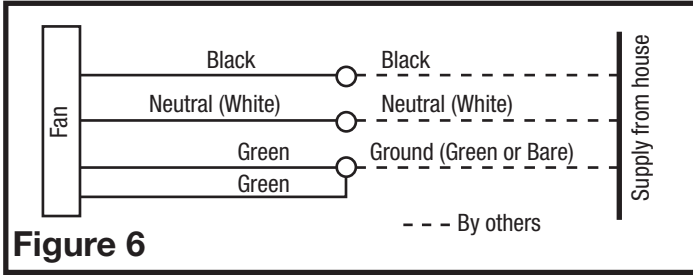 Black Black
Neutral (White) Neutral (White)
Fan
Green Ground (Green or Bare)
Green
Supply from house
--- By others
Figure 6